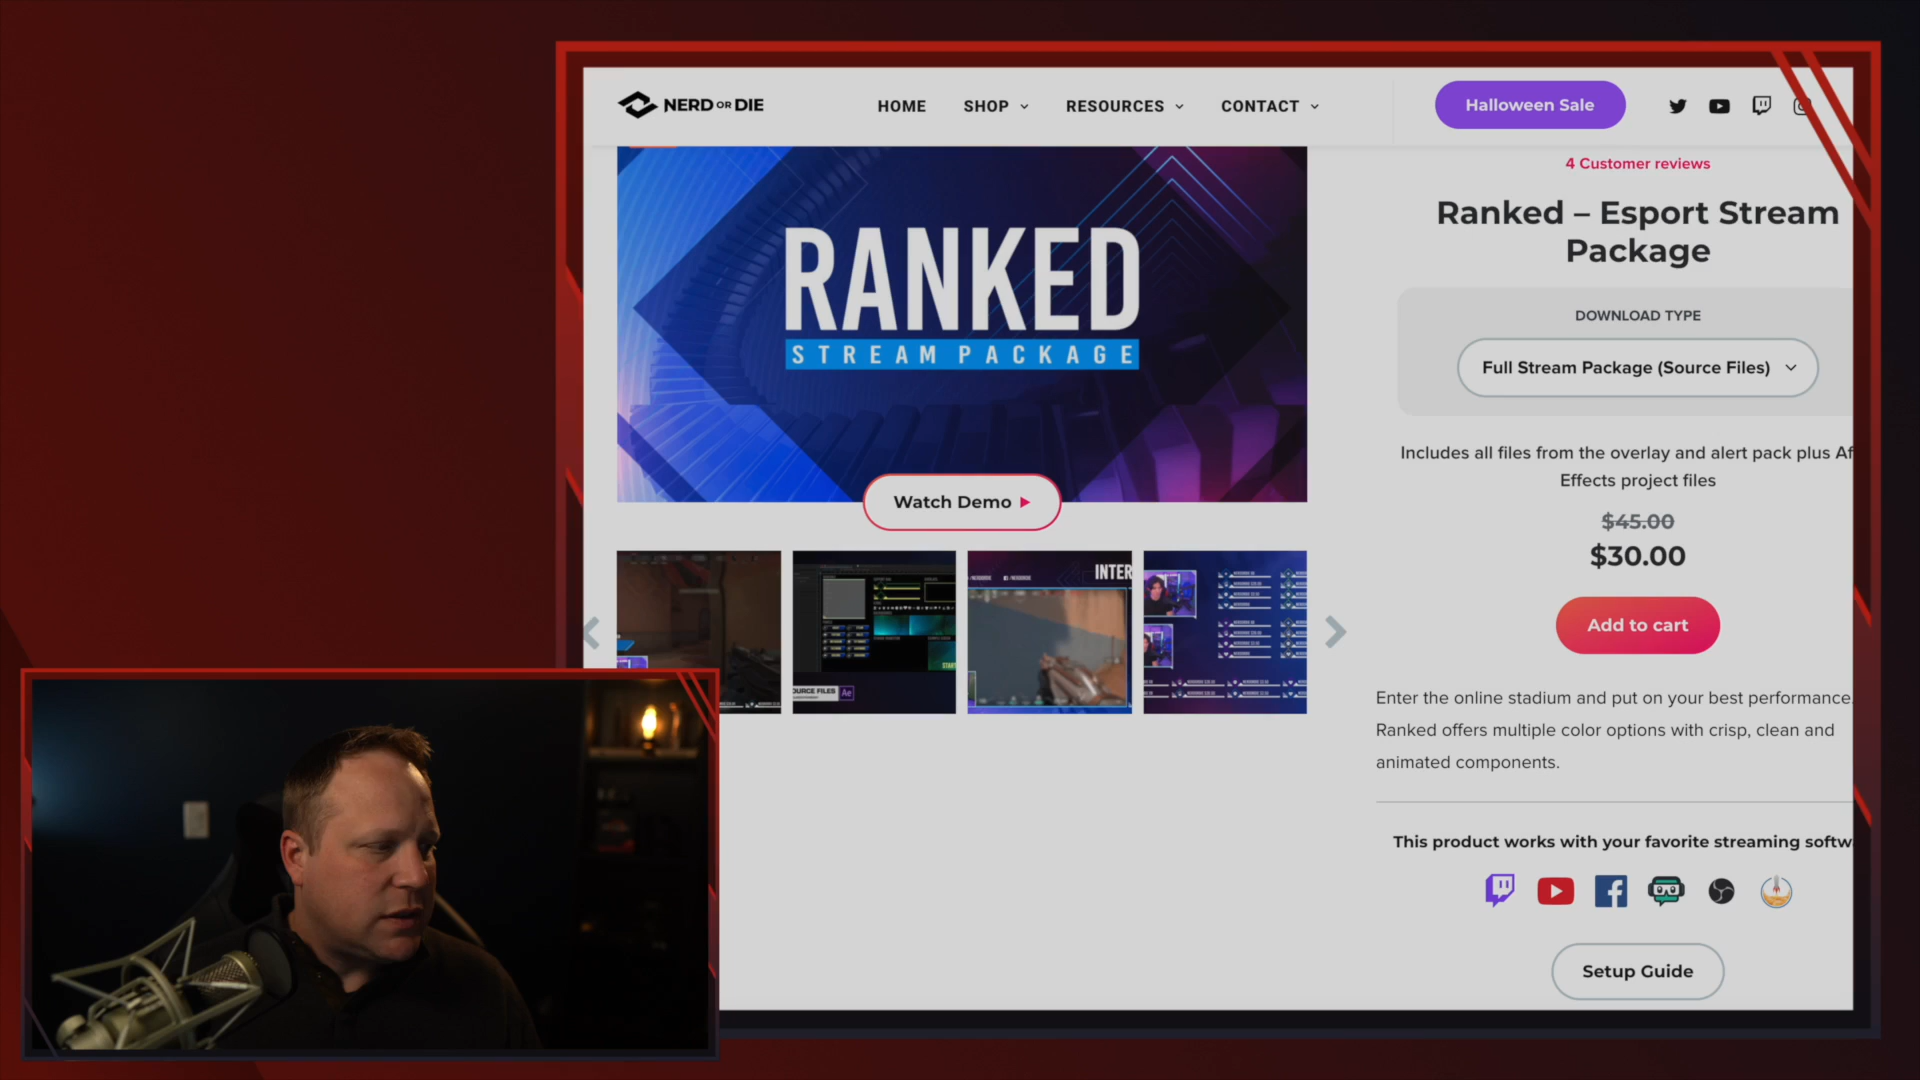 NERD OR DIE
HOME
SHOP
RESOURCES
CONTACT
Halloween Sale
RANKED
STREAM PACKAGE
Watch Demo
INTER
OURCE FILES Ae
START
4 Customer reviews
Ranked – Esport Stream
Package
DOWNLOAD TYPE
Full Stream Package (Source Files)
Includes all files from the overlay and alert pack plus Af
Effects project files
$45.00
$30.00
Add to cart
Enter the online stadium and put on your best performance.
Ranked offers multiple color options with crisp, clean and
animated components.
This product works with your favorite streaming softw
Setup Guide